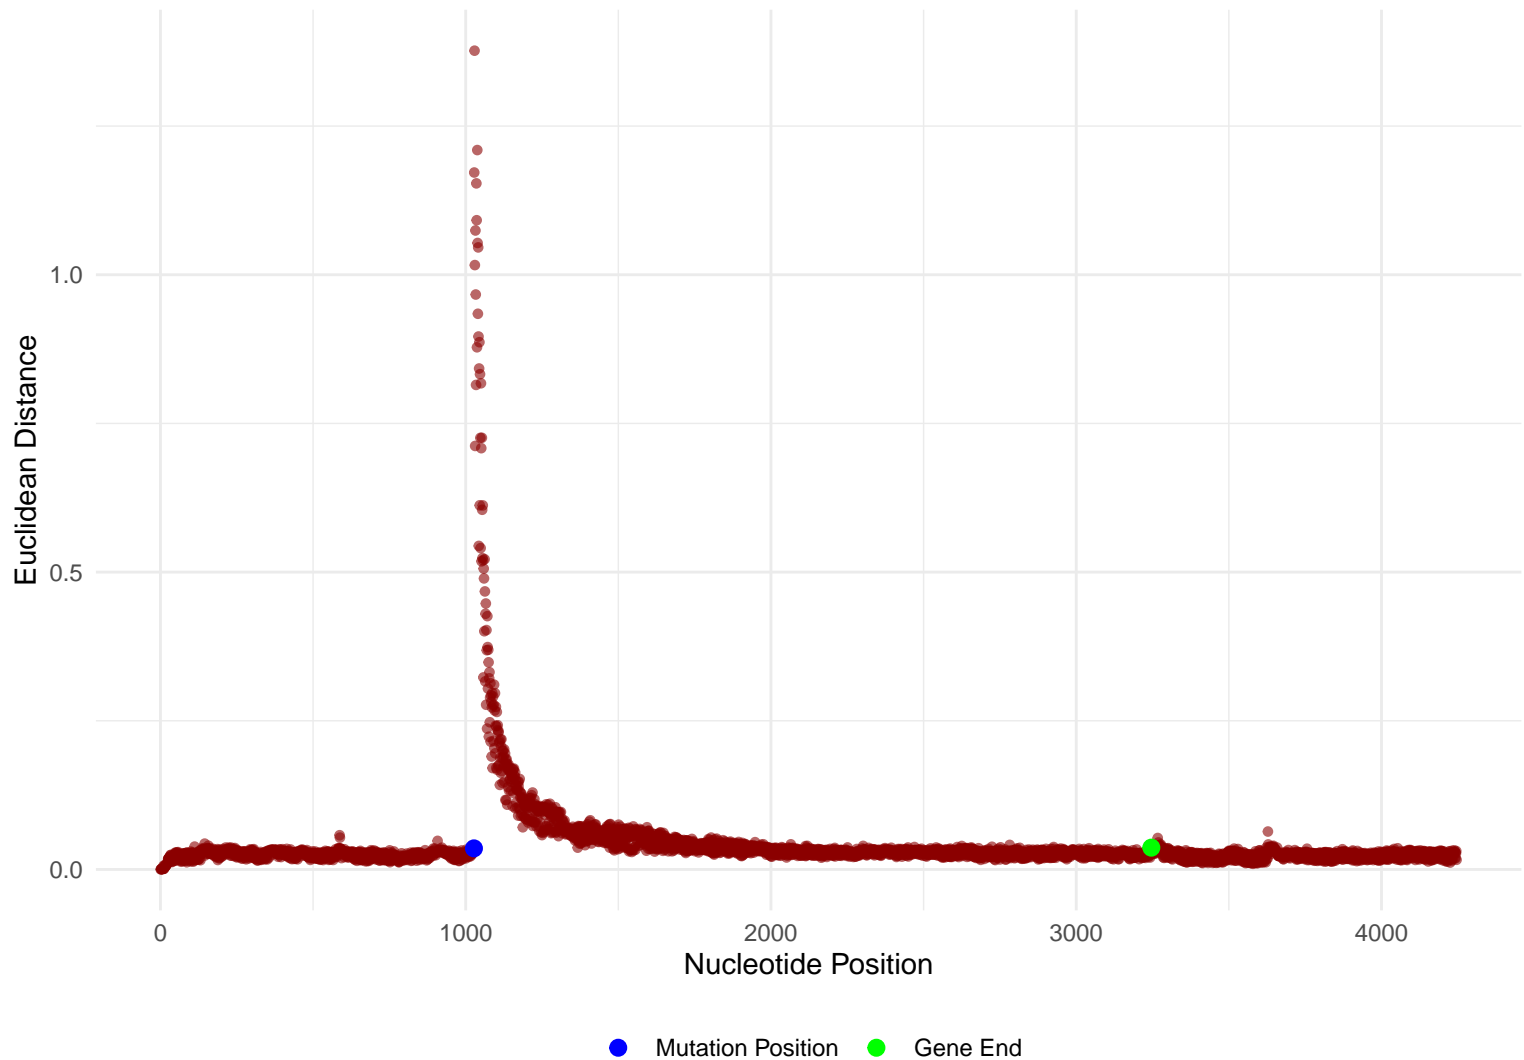 1.0
0.5
0.0
Euclidean Distance
0 1000 2000 3000 4000
Nucleotide Position
Mutation Position Gene End